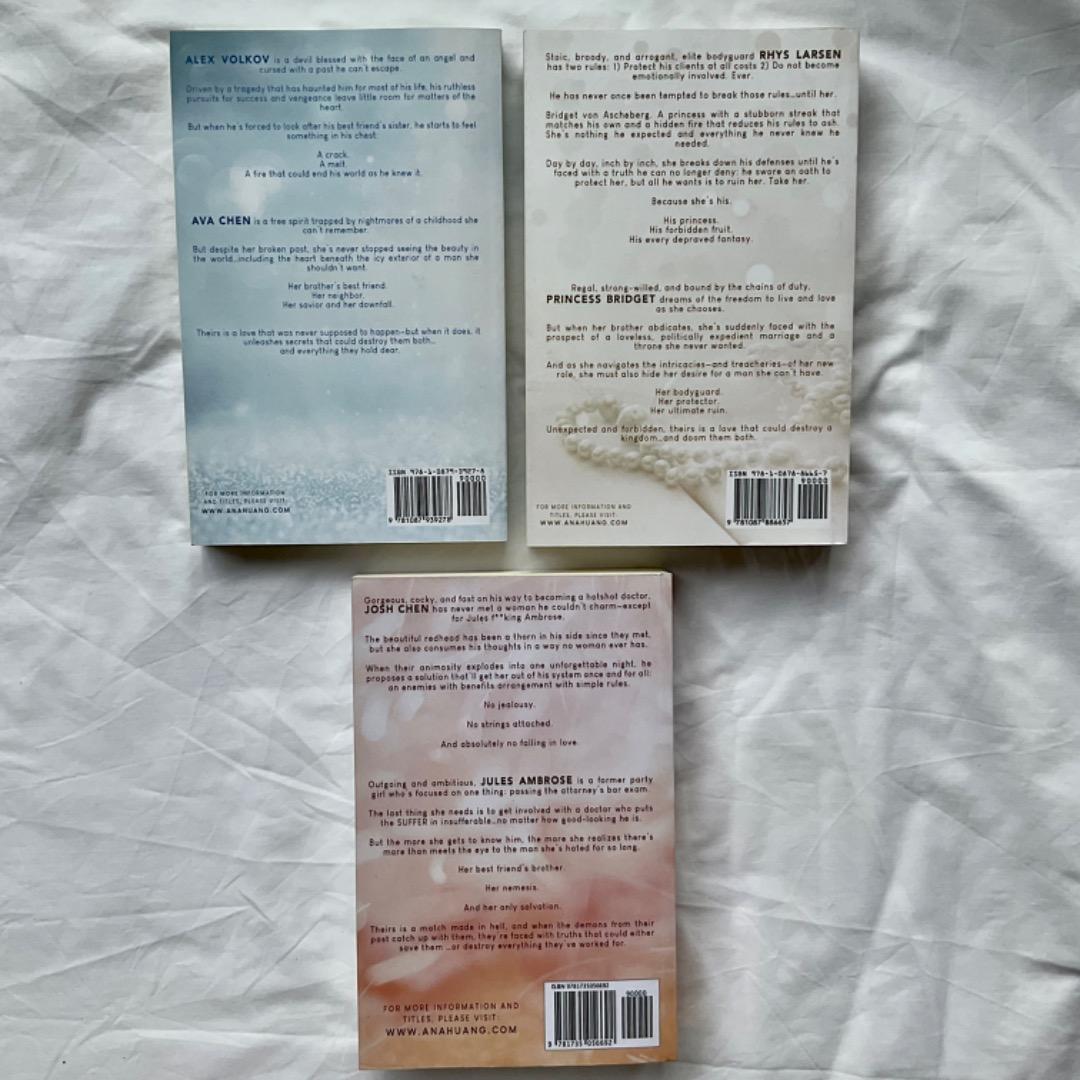 ALEX VOLKOV is a devil blessed with the face of an angel and
cursed with a past he can't escape.
Driven by a tragedy that has haunted him for most of his life, his ruthless
pursuits for success and vengeance leave little room for matters of the
heart.
But when he's forced to look after his best friend's sister, he starts to feel
something in his chest:
A crack.
A melt.
A fire that could end his world as he knew it.
AVA CHEN is a free spirit trapped by nightmares of a childhood she
can't remember.
But despite her broken past, she's never stopped seeing the beauty in
the world...including the heart beneath the icy exterior of a man she
shouldn't want.
Her brother's best friend.
Her neighbor.
Her savior and her downfall.
Theirs is a love that was never supposed to happen—but when it does, it
unleashes secrets that could destroy them both...
and everything they hold dear.
FOR MORE INFORMATION
AND TITLES, PLEASE VISIT:
WWW.ANAHUANG.COM
ISBN 978-1-0879-3927-8
90000
9 781087 939278
Stoic, broody, and arrogant, elite bodyguard RHYS LARSEN
has two rules: 1) Protect his clients at all costs 2) Do not become
emotionally involved. Ever.
He has never once been tempted to break those rules...until her.
Bridget von Ascheberg. A princess with a stubborn streak that
matches his own and a hidden fire that reduces his rules to ash.
She's nothing he expected and everything he never knew he
needed.
Day by day, inch by inch, she breaks down his defenses until he's
faced with a truth he can no longer deny: he swore an oath to
protect her, but all he wants is to ruin her. Take her.
Because she's his.
His princess.
His forbidden fruit.
His every depraved fantasy.
Regal, strong-willed, and bound by the chains of duty,
PRINCESS BRIDGET dreams of the freedom to live and love
as she chooses.
But when her brother abdicates, she's suddenly faced with the
prospect of a loveless, politically expedient marriage and a
throne she never wanted.
And as she navigates the intricacies—and treacheries—of her new
role, she must also hide her desire for a man she can't have.
Her bodyguard.
Her protector.
Her ultimate ruin.
Unexpected and forbidden, theirs is a love that could destroy a
kingdom...and doom them both.
FOR MORE INFORMATION AND
TITLES, PLEASE VISIT:
WWW.ANAHUANG.COM
ISBN 978-1-0878-8665-7
90000
9 781087 886657
Gorgeous, cocky, and fast on his way to becoming a hotshot doctor,
JOSH CHEN has never met a woman he couldn't charm—except
for Jules f**king Ambrose.
The beautiful redhead has been a thorn in his side since they met,
but she also consumes his thoughts in a way no woman ever has.
When their animosity explodes into one unforgettable night, he
proposes a solution that'll get her out of his system once and for all:
an enemies with benefits arrangement with simple rules.
No jealousy.
No strings attached.
And absolutely no falling in love.
Outgoing and ambitious, JULES AMBROSE is a former party
girl who's focused on one thing: passing the attorney's bar exam.
The last thing she needs is to get involved with a doctor who puts
the SUFFER in insufferable...no matter how good-looking he is.
But the more she gets to know him, the more she realizes there's
more than meets the eye to the man she's hated for so long.
Her best friend's brother.
Her nemesis.
And her only salvation.
Theirs is a match made in hell, and when the demons from their
past catch up with them, they're faced with truths that could either
save them ...or destroy everything they've worked for.
FOR MORE INFORMATION AND
TITLES, PLEASE VISIT:
WWW.ANAHUANG.COM
ISBN 9781735056692
90000
9 781735 056692